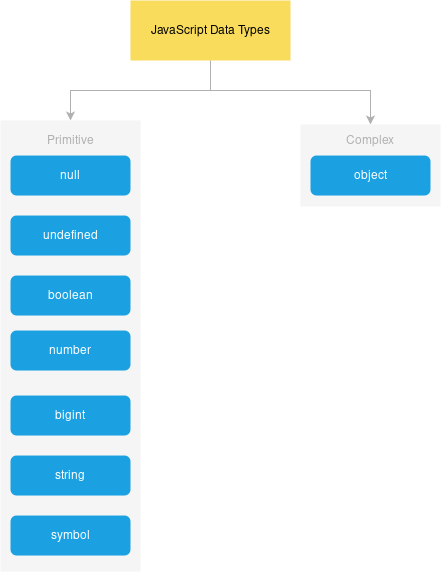 JavaScript Data Types
Primitive
null
undefined
boolean
number
bigint
string
symbol
Complex
object